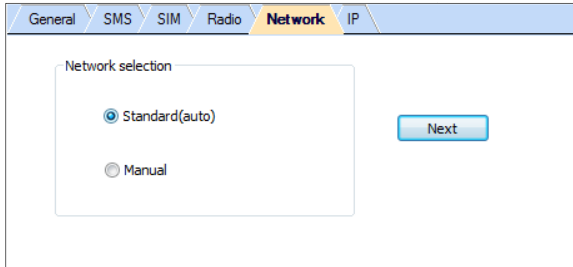 General SMS SIM Radio Network IP
Network selection
Standard(auto)
Next
Manual